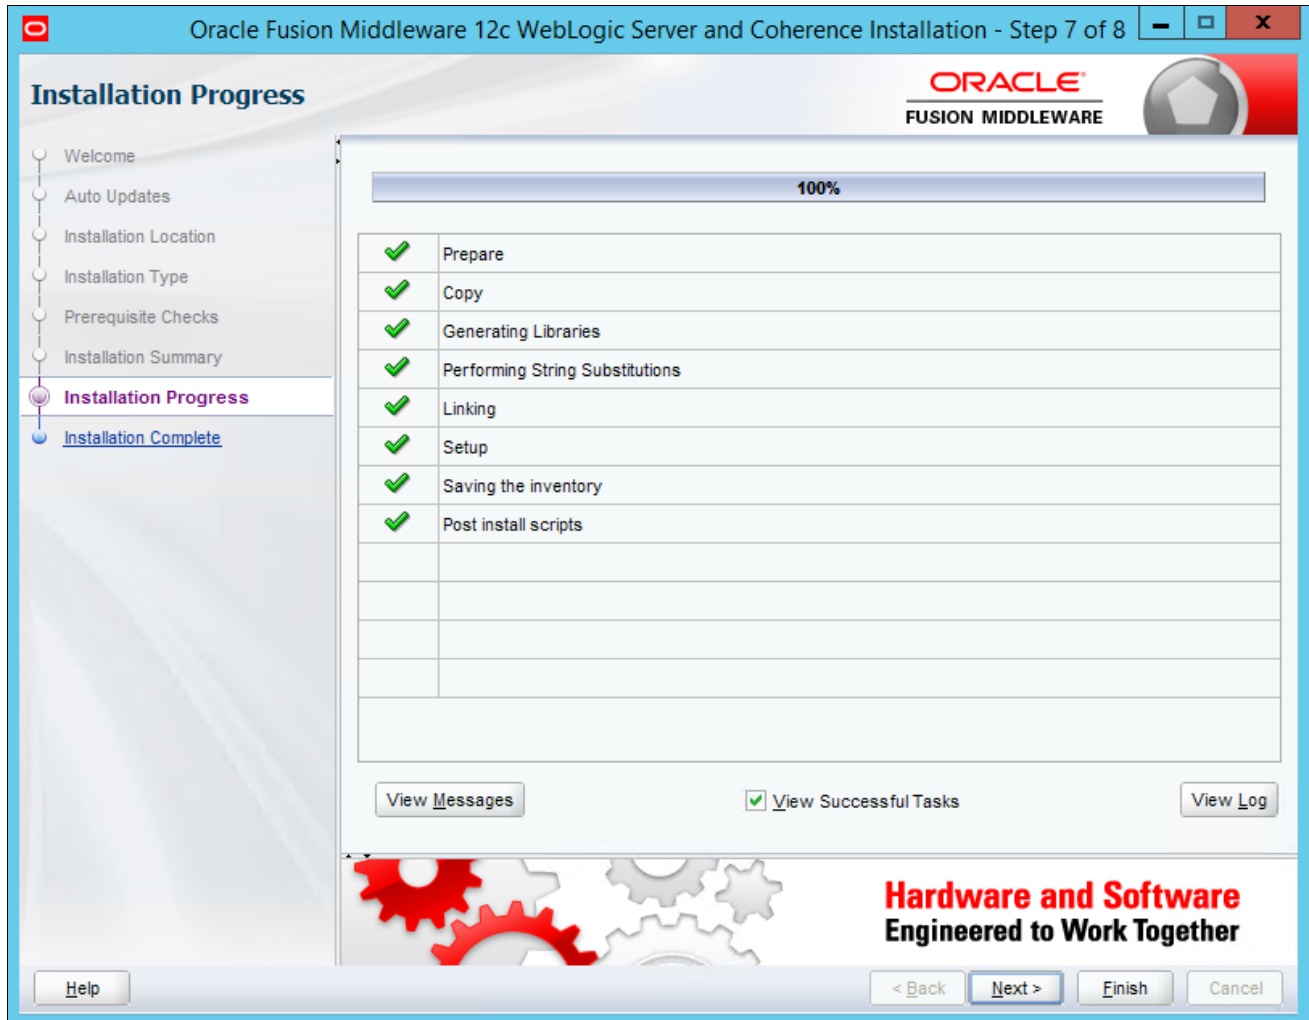 Oracle Fusion Middleware 12c WebLogic Server and Coherence Installation - Step 7 of 8
Installation Progress
ORACLE
FUSION MIDDLEWARE
Welcome
Auto Updates
Installation Location
Installation Type
Prerequisite Checks
Installation Summary
Installation Progress
Installation Complete
100%
Prepare
Copy
Generating Libraries
Performing String Substitutions
Linking
Setup
Saving the inventory
Post install scripts
View Messages
View Successful Tasks
View Log
Hardware and Software
Engineered to Work Together
Help
< Back
Next >
Finish
Cancel